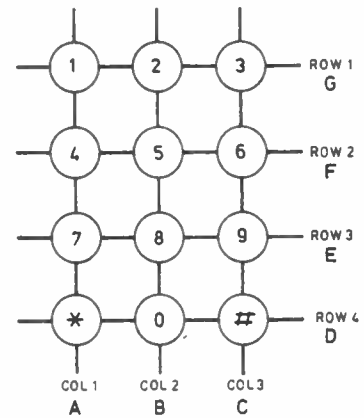 1 2 3 ROW 1
G
4 5 6 ROW 2
F
7 8 9 ROW 3
E
* 0 # ROW 4
D
COL 1 COL 2 COL 3
A B C